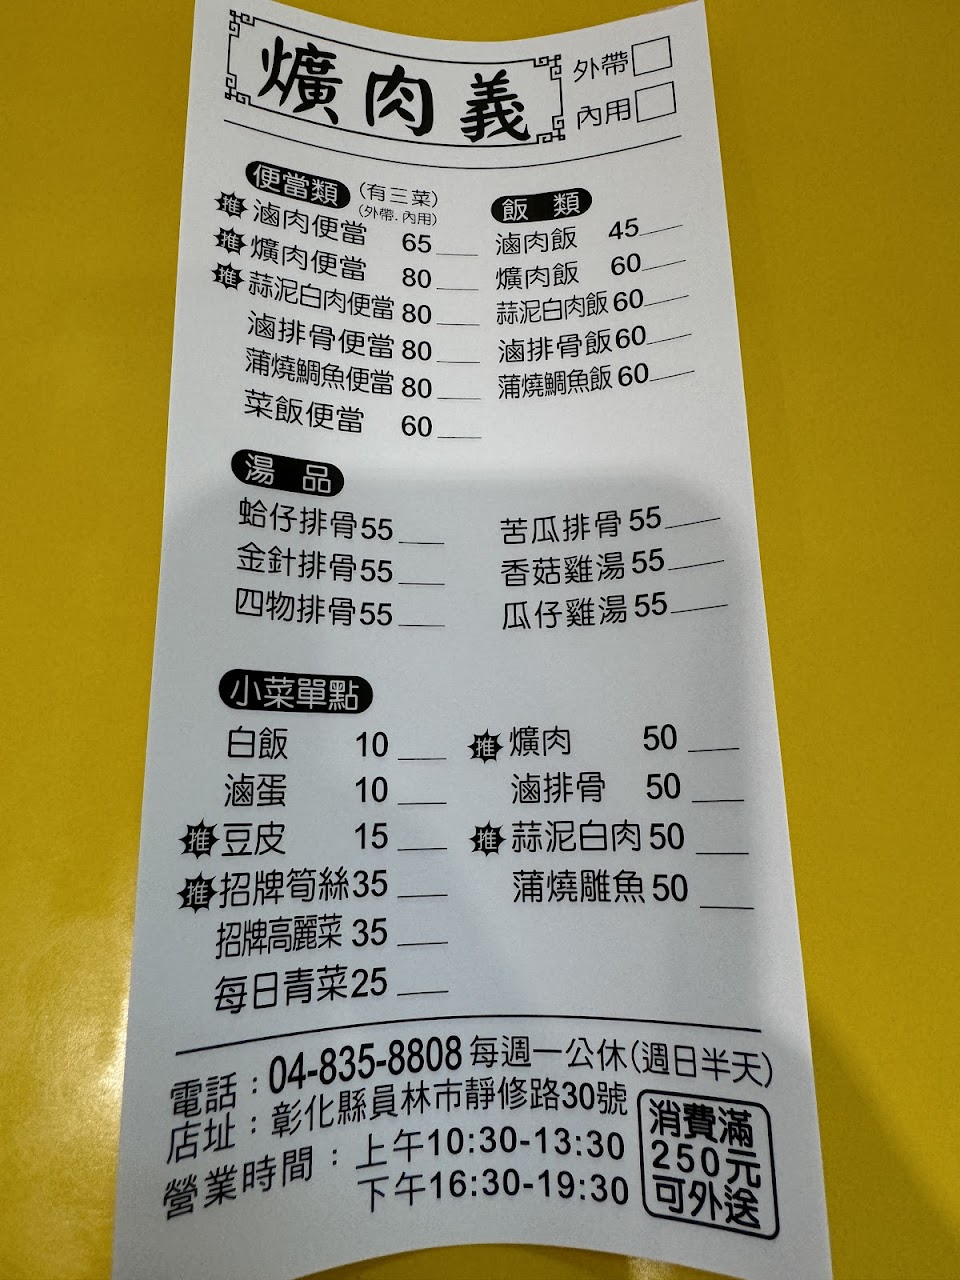 爌肉義
外帶
內用
便當類 (有三菜)
(外帶.內用)
推 滷肉便當 65
推 爌肉便當 80
推 蒜泥白肉便當 80
滷排骨便當 80
蒲燒鯛魚便當 80
菜飯便當 60
飯 類
滷肉飯 45
爌肉飯 60
蒜泥白肉飯 60
滷排骨飯 60
蒲燒鯛魚飯 60
湯 品
蛤仔排骨 55
金針排骨 55
四物排骨 55
苦瓜排骨 55
香菇雞湯 55
瓜仔雞湯 55
小菜單點
白飯 10
滷蛋 10
推 豆皮 15
推 招牌筍絲 35
招牌高麗菜 35
每日青菜 25
推 爌肉 50
滷排骨 50
推 蒜泥白肉 50
蒲燒雕魚 50
電話：04-835-8808 每週一公休(週日半天)
店址：彰化縣員林市靜修路30號
營業時間：上午10:30-13:30
下午16:30-19:30
消費滿
250元
可外送